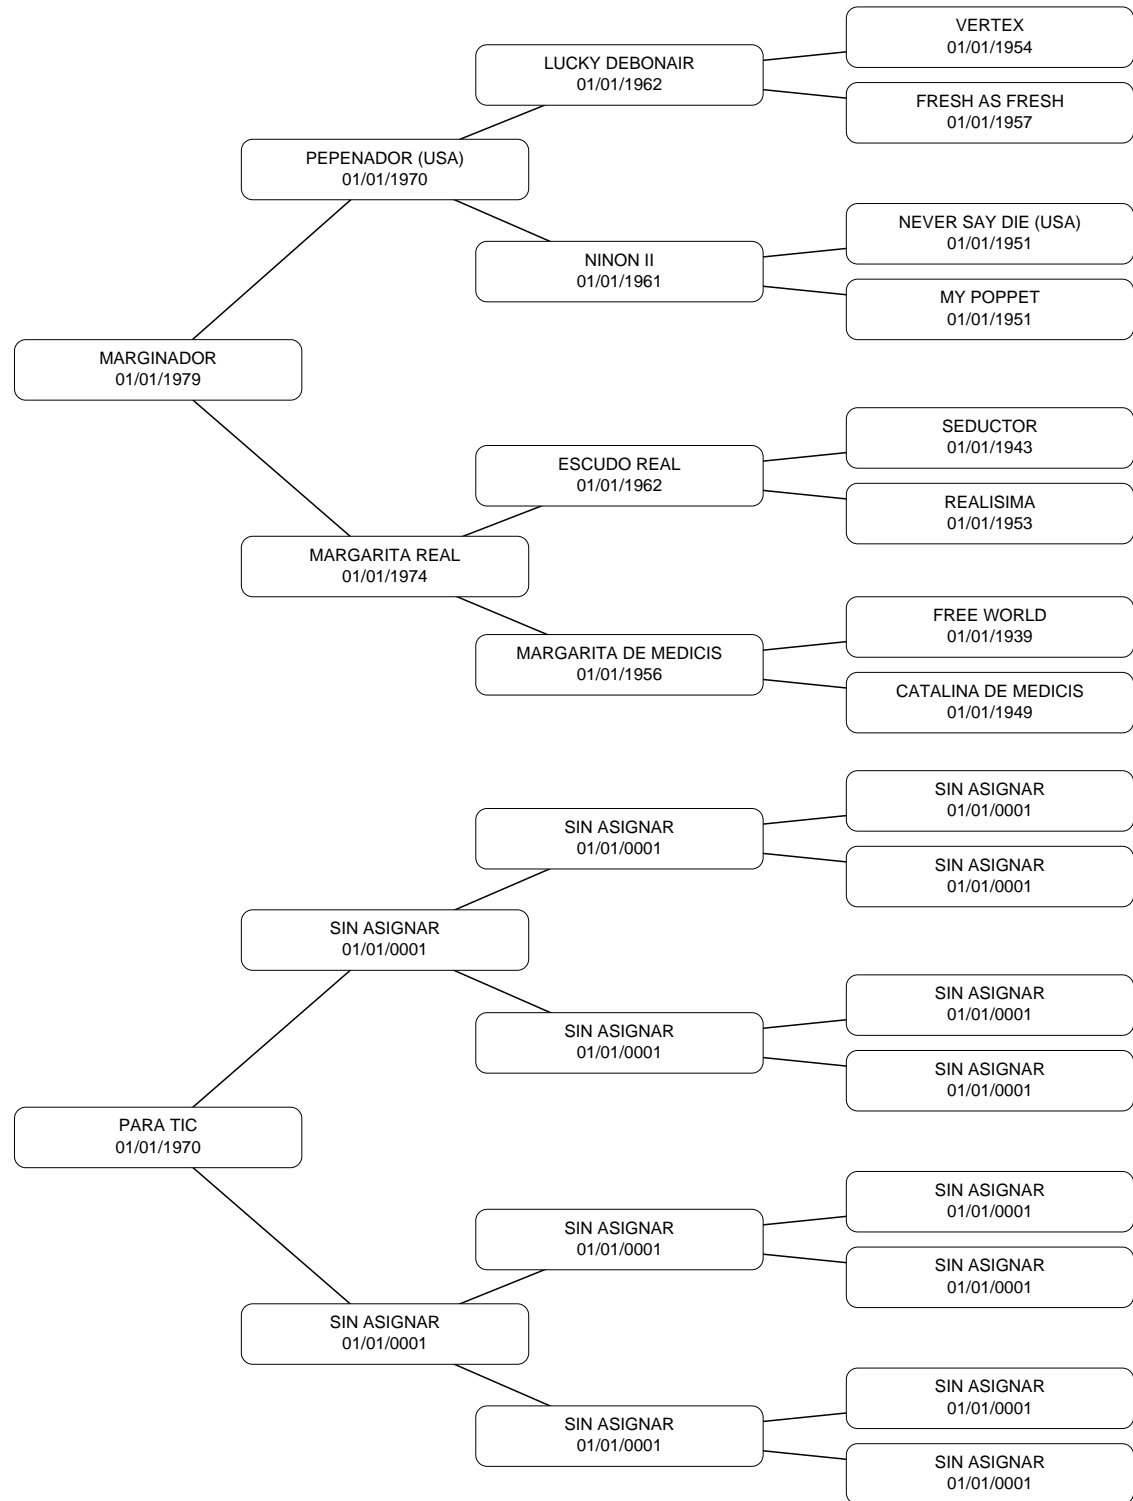 VERTEX
01/01/1954
LUCKY DEBONAIR
01/01/1962
FRESH AS FRESH
01/01/1957
PEPENADOR (USA)
01/01/1970
NEVER SAY DIE (USA)
01/01/1951
NINON II
01/01/1961
MY POPPET
01/01/1951
MARGINADOR
01/01/1979
SEDUCTOR
01/01/1943
ESCUDO REAL
01/01/1962
REALISIMA
01/01/1953
MARGARITA REAL
01/01/1974
FREE WORLD
01/01/1939
MARGARITA DE MEDICIS
01/01/1956
CATALINA DE MEDICIS
01/01/1949
SIN ASIGNAR
01/01/0001
SIN ASIGNAR
01/01/0001
SIN ASIGNAR
01/01/0001
SIN ASIGNAR
01/01/0001
SIN ASIGNAR
01/01/0001
SIN ASIGNAR
01/01/0001
SIN ASIGNAR
01/01/0001
PARA TIC
01/01/1970
SIN ASIGNAR
01/01/0001
SIN ASIGNAR
01/01/0001
SIN ASIGNAR
01/01/0001
SIN ASIGNAR
01/01/0001
SIN ASIGNAR
01/01/0001
SIN ASIGNAR
01/01/0001
SIN ASIGNAR
01/01/0001